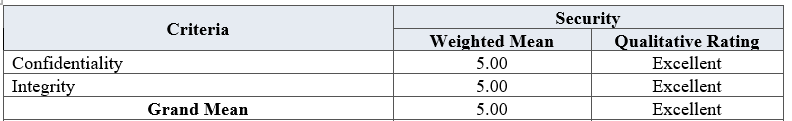 Criteria Security
Weighted Mean Qualitative Rating
Confidentiality 5.00 Excellent
Integrity 5.00 Excellent
Grand Mean 5.00 Excellent